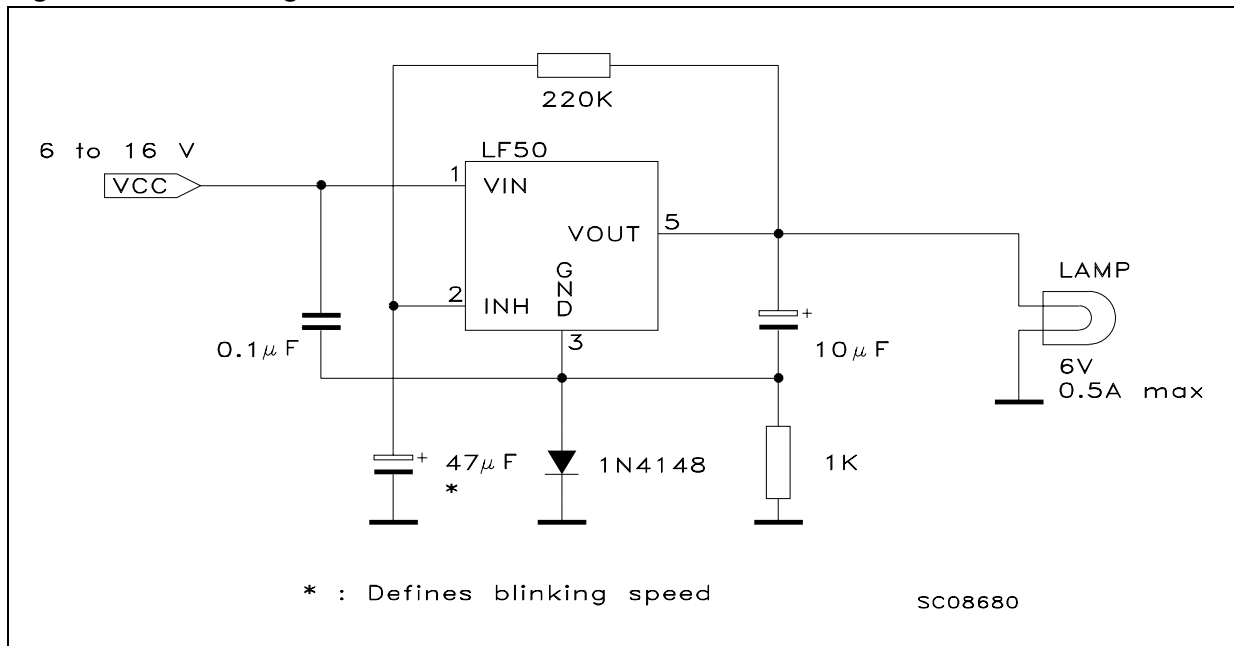 220K
6 to 16 V
VCC
LF50
1
VIN
VOUT
5
2
INH
GND
3
0.1μF
10μF
LAMP
6V
0.5A max
+
+
47μF
*
1N4148
1K
* : Defines blinking speed
SC08680